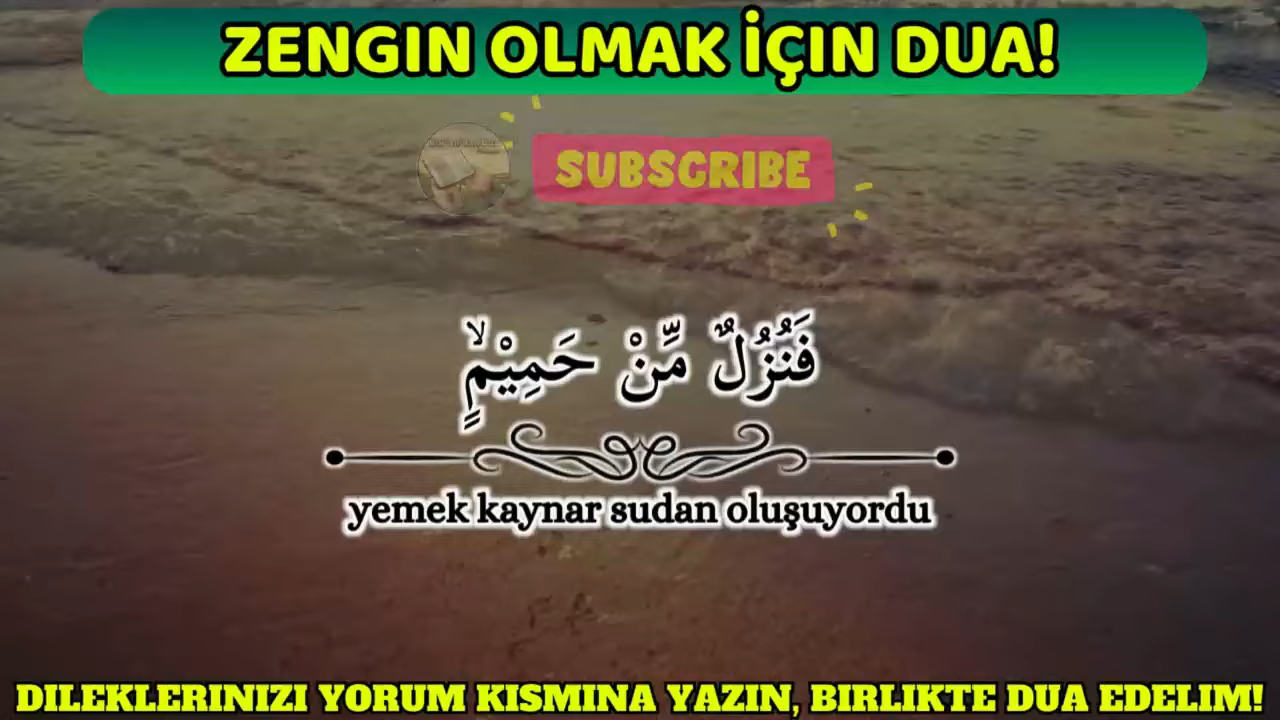 ZENGIN OLMAK İÇIN DUA!
SUBSCRIBE
فَنُزُلٌ مِّنْ حَمِيْمٍۙ
yemek kaynar sudan oluşuyordu
DILEKLERINIZI YORUM KISMINA YAZIN, BIRLIKTE DUA EDELIM!